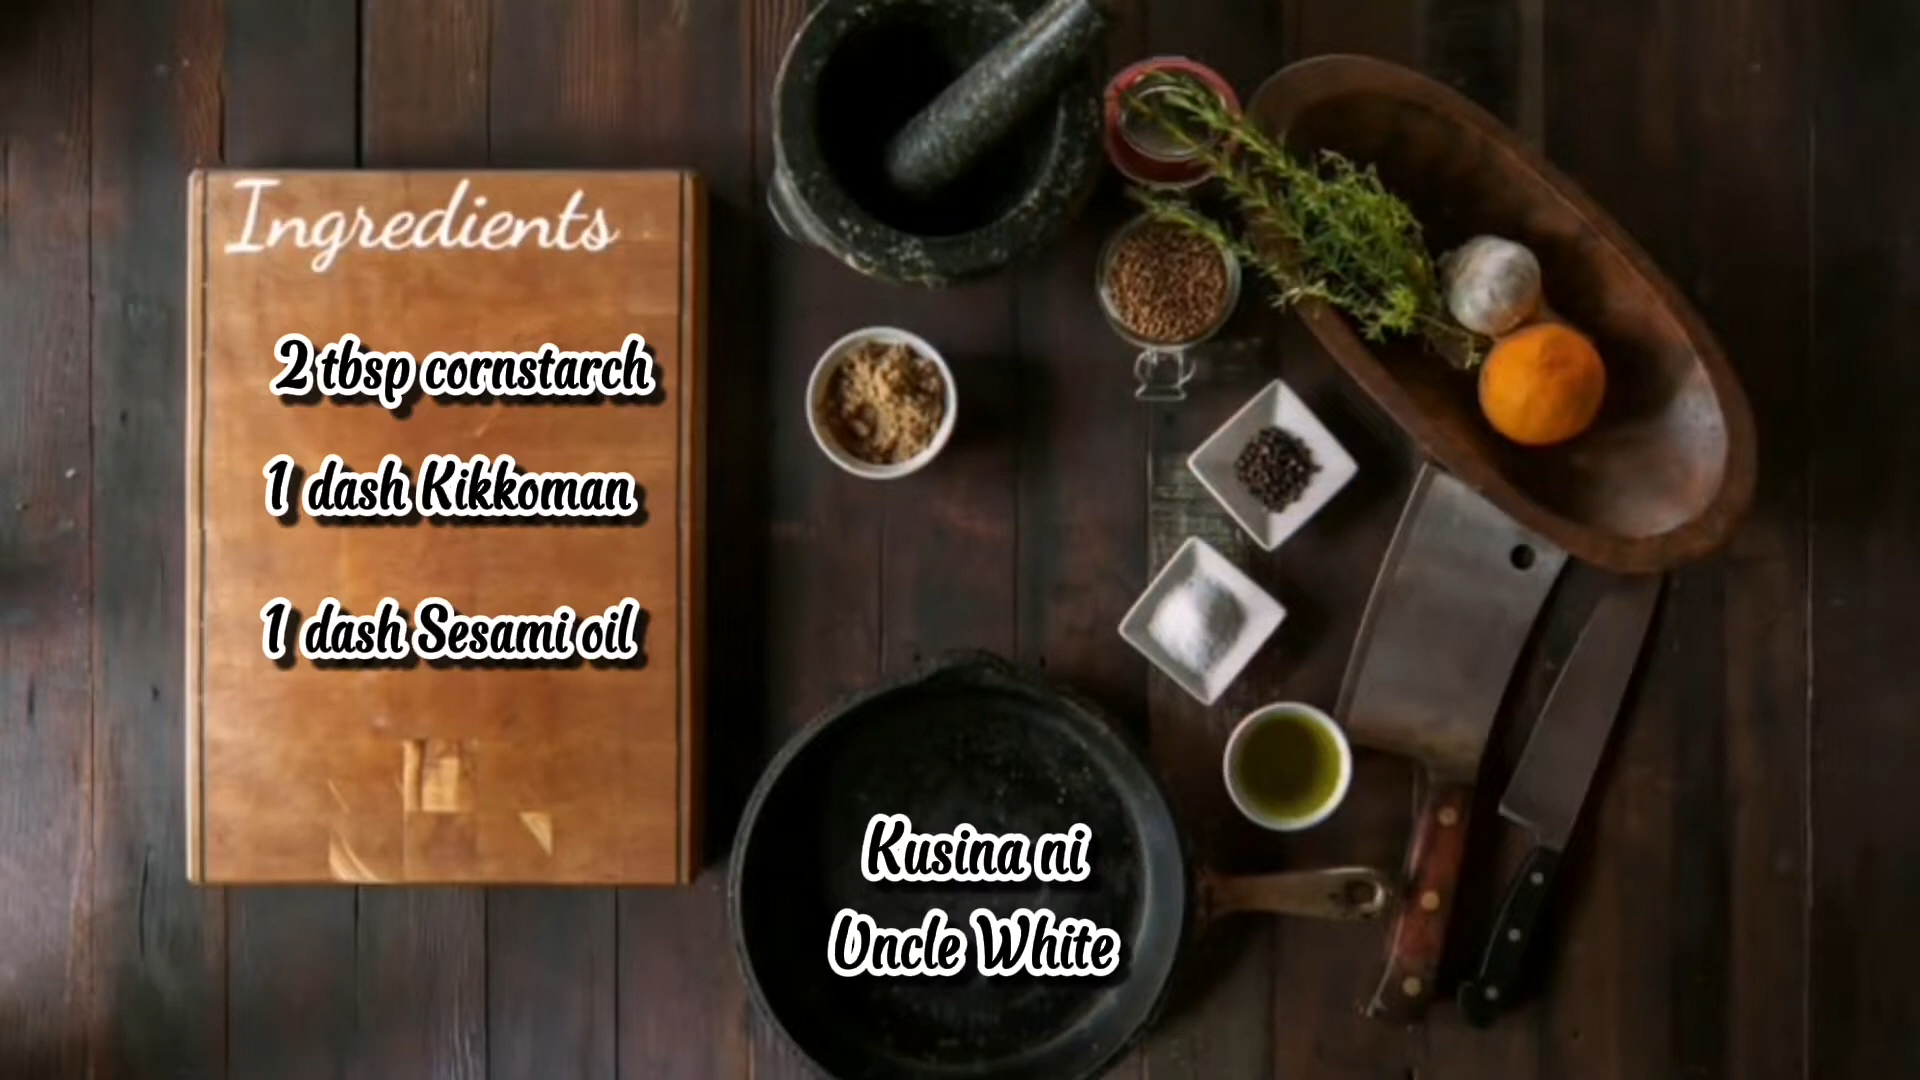 Ingredients
2 tbsp cornstarch
1 dash Kikkoman
1 dash Sesami oil
Kusina ni
Uncle White